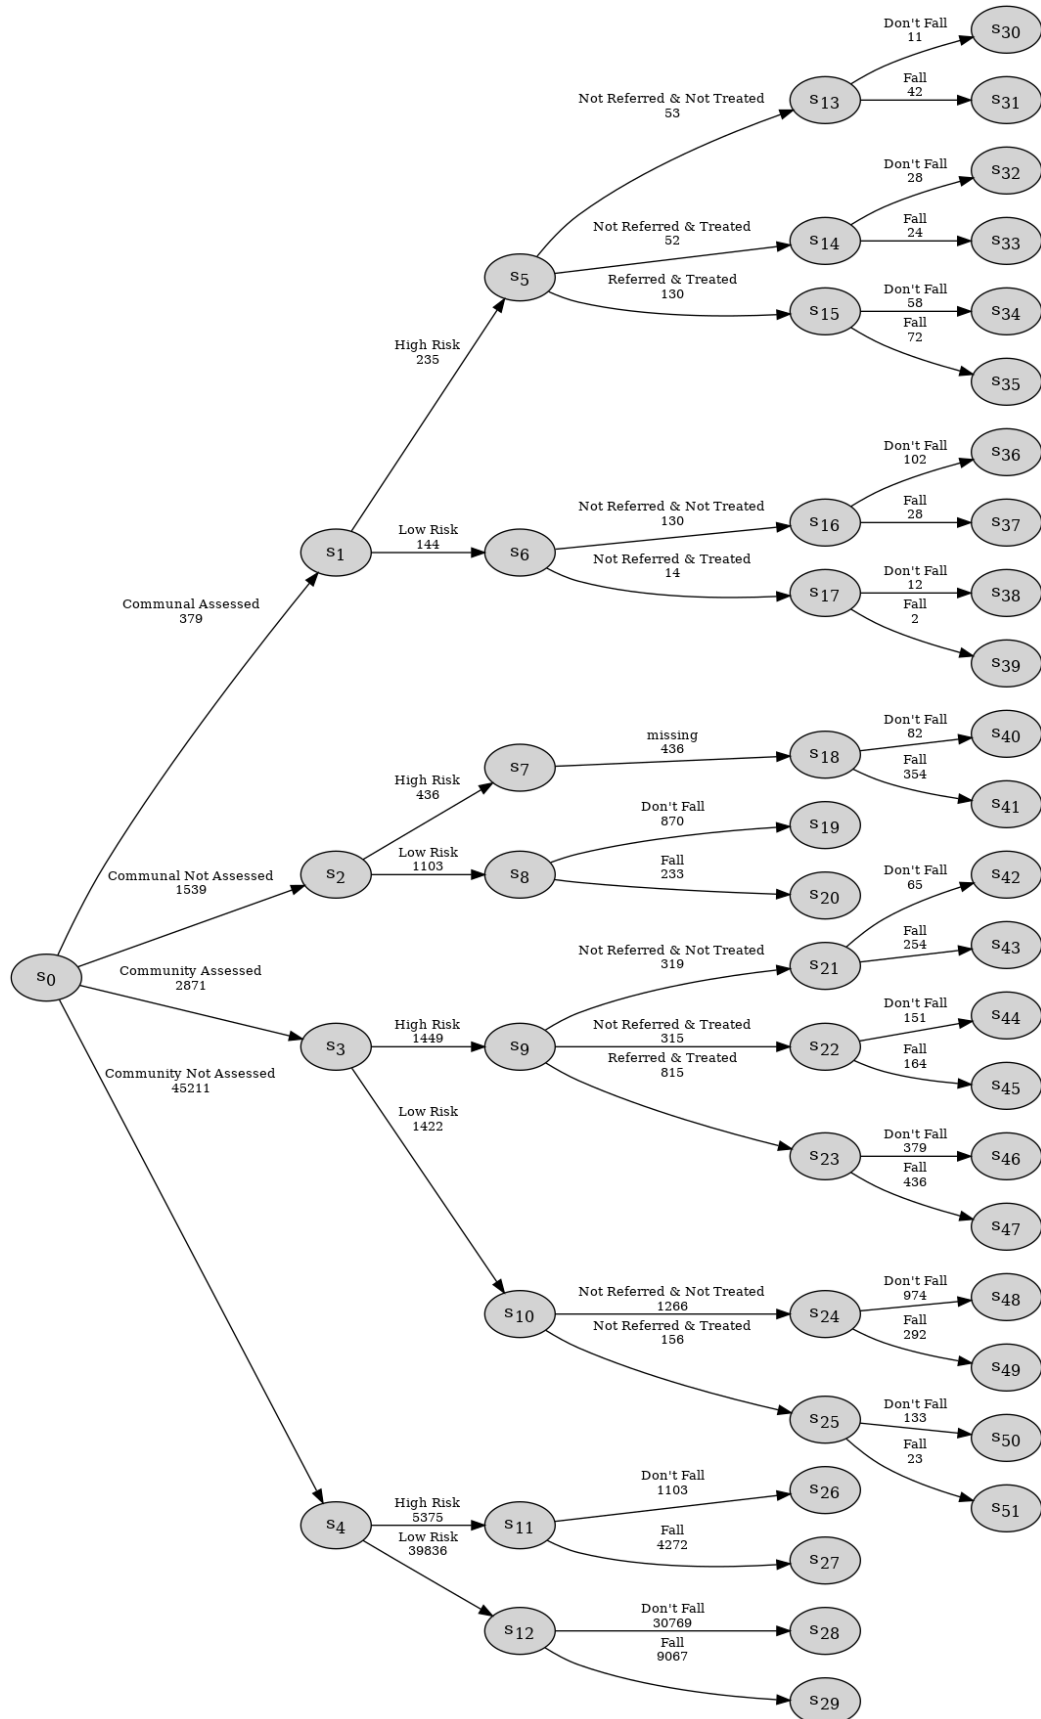 Don't Fall
11
s30
Fall
42
s31
Not Referred & Not Treated
53
s13
Don't Fall
28
s32
Fall
24
s33
Not Referred & Treated
52
s14
Referred & Treated
130
s15
Don't Fall
58
s34
Fall
72
s35
s5
High Risk
235
Don't Fall
102
s36
Fall
28
s37
Not Referred & Not Treated
130
s16
Low Risk
144
s1
s6
Not Referred & Treated
14
s17
Don't Fall
12
s38
Fall
2
s39
Communal Assessed
379
missing
436
s18
Don't Fall
82
s40
Fall
354
s41
High Risk
436
s7
Don't Fall
870
s19
Low Risk
1103
s2
s8
Fall
233
s20
Communal Not Assessed
1539
Don't Fall
65
s42
Fall
254
s43
Not Referred & Not Treated
319
s21
s0
Community Assessed
2871
Don't Fall
151
s44
Fall
164
s45
High Risk
1449
s3
s9
Not Referred & Treated
315
s22
Referred & Treated
815
s23
Community Not Assessed
45211
Low Risk
1422
Don't Fall
379
s46
Fall
436
s47
Don't Fall
974
s48
Fall
292
s49
Not Referred & Not Treated
1266
s10
s24
Not Referred & Treated
156
s25
Don't Fall
133
s50
Fall
23
s51
Don't Fall
1103
s26
High Risk
5375
s4
s11
Fall
4272
s27
Low Risk
39836
s12
Don't Fall
30769
s28
Fall
9067
s29